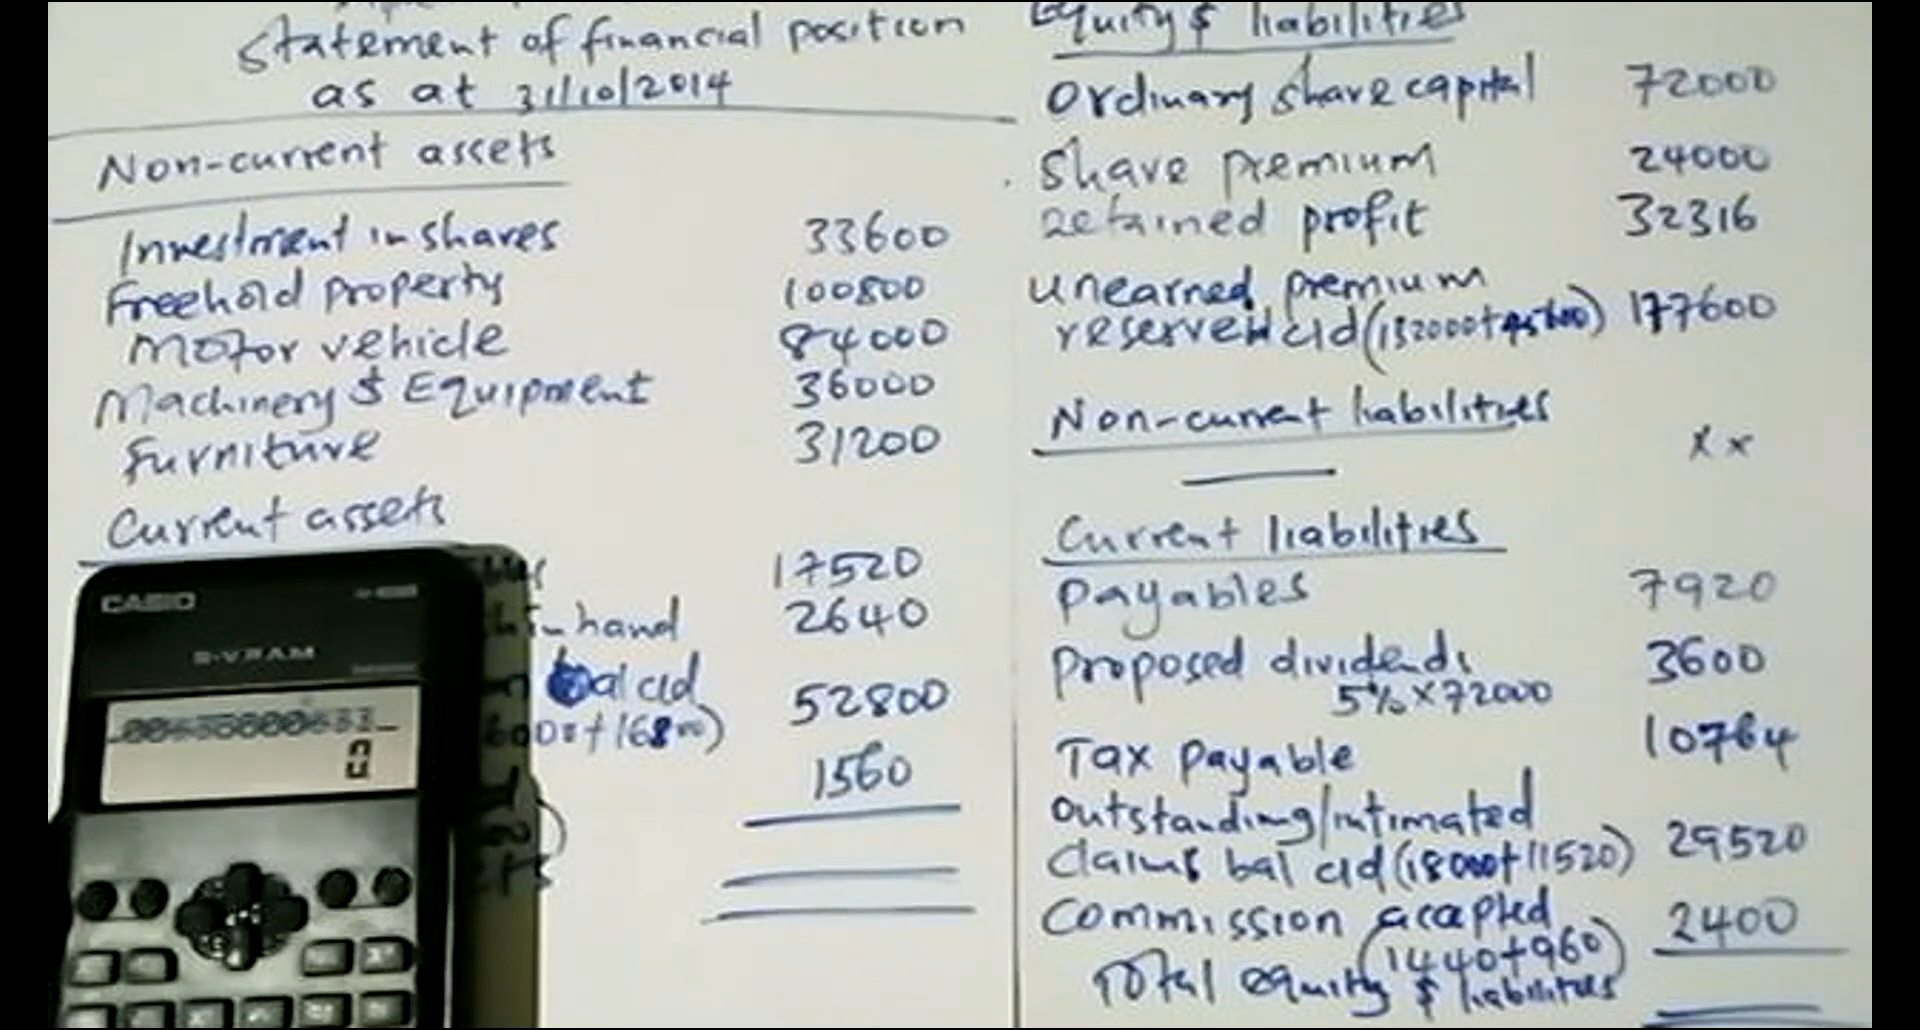 Statement of financial position
as at 31/10/2014
Non-current assets
Investment in shares 33600
Freehold property 100800
Motor vehicle 84000
Machinery $ Equipment 36000
Furniture 31200
Current assets
17520
in hand 2640
bal c/d 52800
+16800)
1560
CASIO
S-V.P.A.M.
Equity $ liabilities
Ordinary share capital 72000
Share premium 24000
retained profit 32316
unearned premium
reserve c/d (132000+45600) 177600
Non-current liabilities
x x
Current liabilities
payables 7920
Proposed dividends 3600
5% x 72000
Tax payable 10764
Outstanding/intimated
claims bal c/d (18000+11520) 29520
Commission accepted 2400
(1440+960)
Total equity $ liabilities